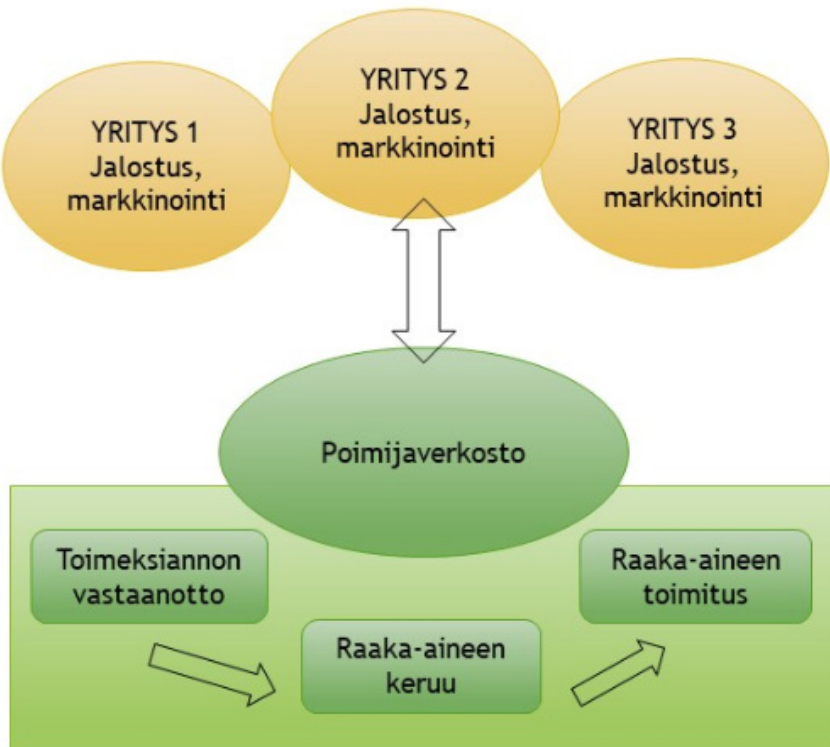 YRITYS 1
Jalostus,
markkinointi
YRITYS 2
Jalostus,
markkinointi
YRITYS 3
Jalostus,
markkinointi
Poimijaverkosto
Toimeksiannon
vastaanotto
Raaka-aineen
keruu
Raaka-aineen
toimitus